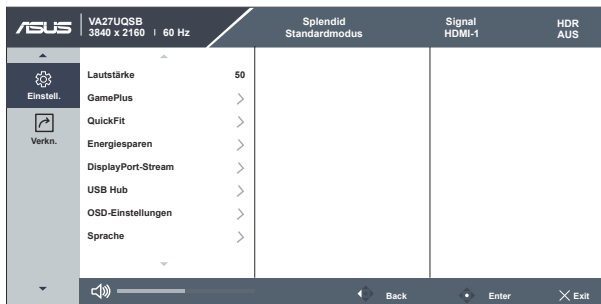 ASUS
VA27UQSB
3840 x 2160 | 60 Hz
Splendid
Standardmodus
Signal
HDMI-1
HDR
AUS
Einstell.
Verkn.
Lautstärke 50
GamePlus
QuickFit
Energiesparen
DisplayPort-Stream
USB Hub
OSD-Einstellungen
Sprache
Back
Enter
Exit